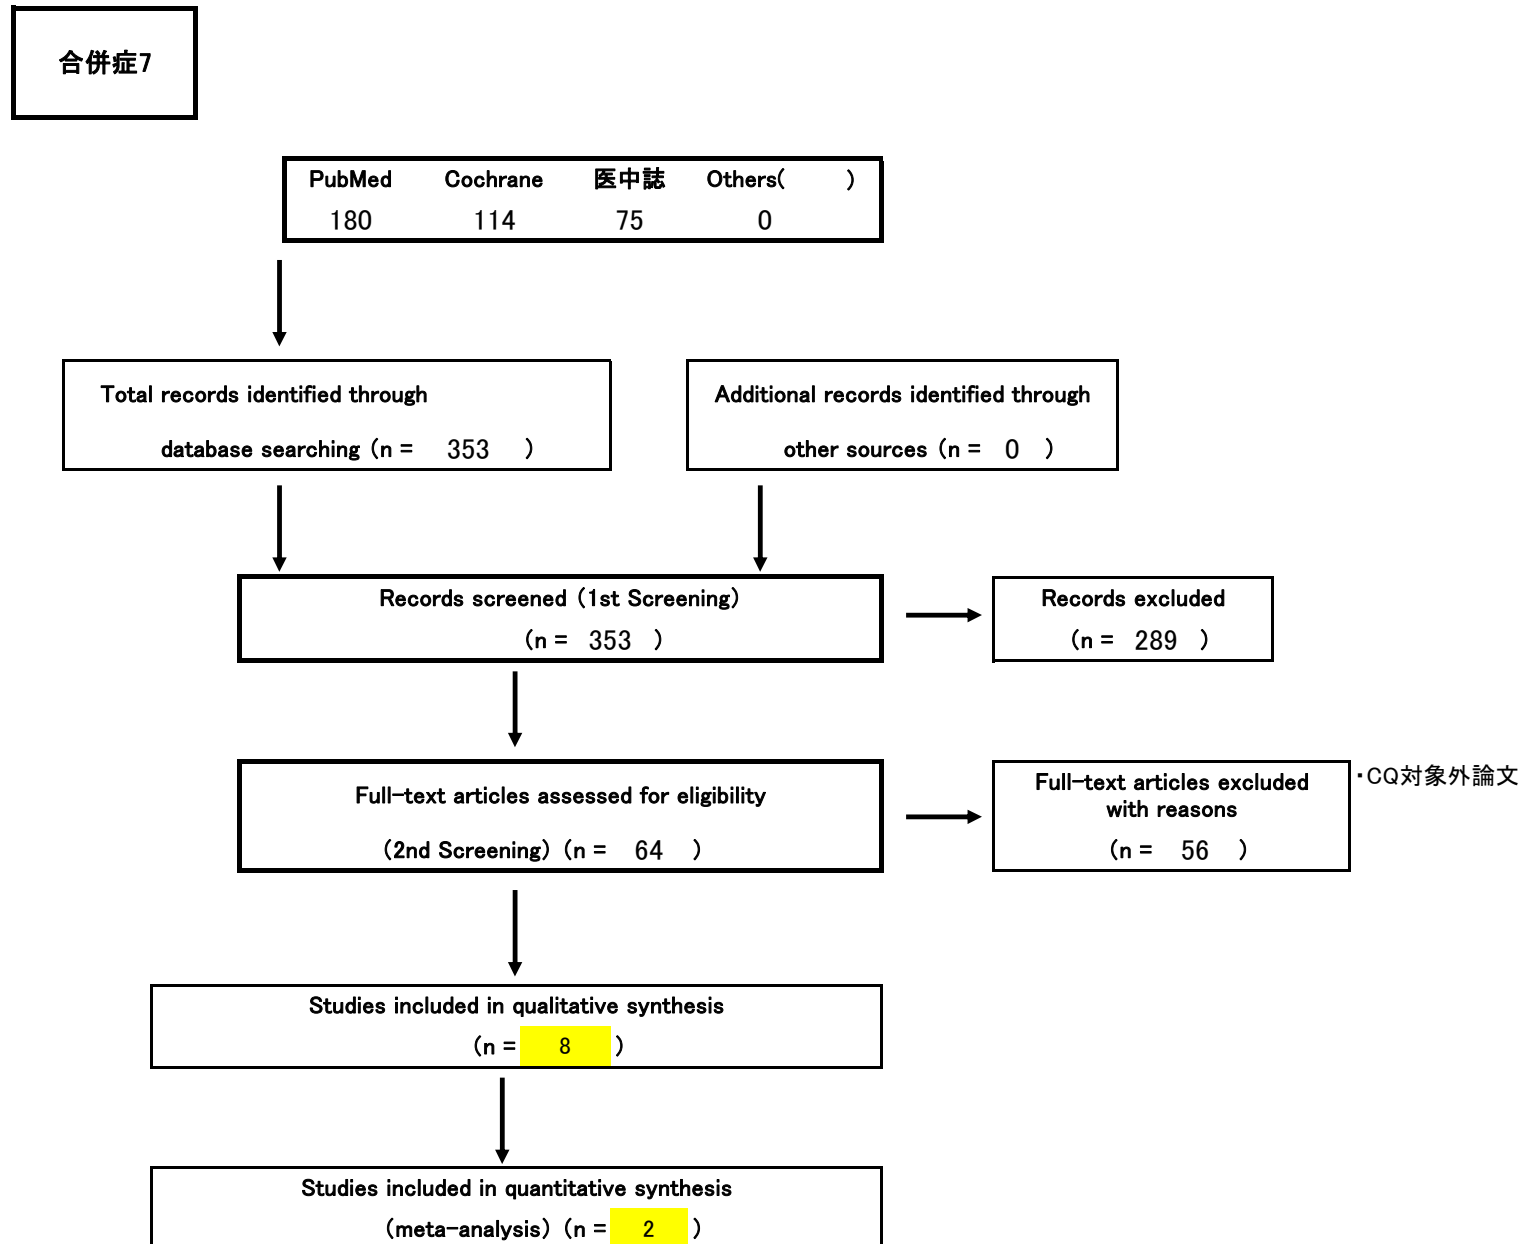 合併症7
PubMed Cochrane 医中誌 Others( )
180 114 75 0
Total records identified through
database searching (n = 353 )
Additional records identified through
other sources (n = 0 )
Records screened (1st Screening)
(n = 353 )
Records excluded
(n = 289 )
Full-text articles assessed for eligibility
(2nd Screening) (n = 64 )
Full-text articles excluded
with reasons
(n = 56 )
・CQ対象外論文
Studies included in qualitative synthesis
(n = 8 )
Studies included in quantitative synthesis
(meta-analysis) (n = 2 )